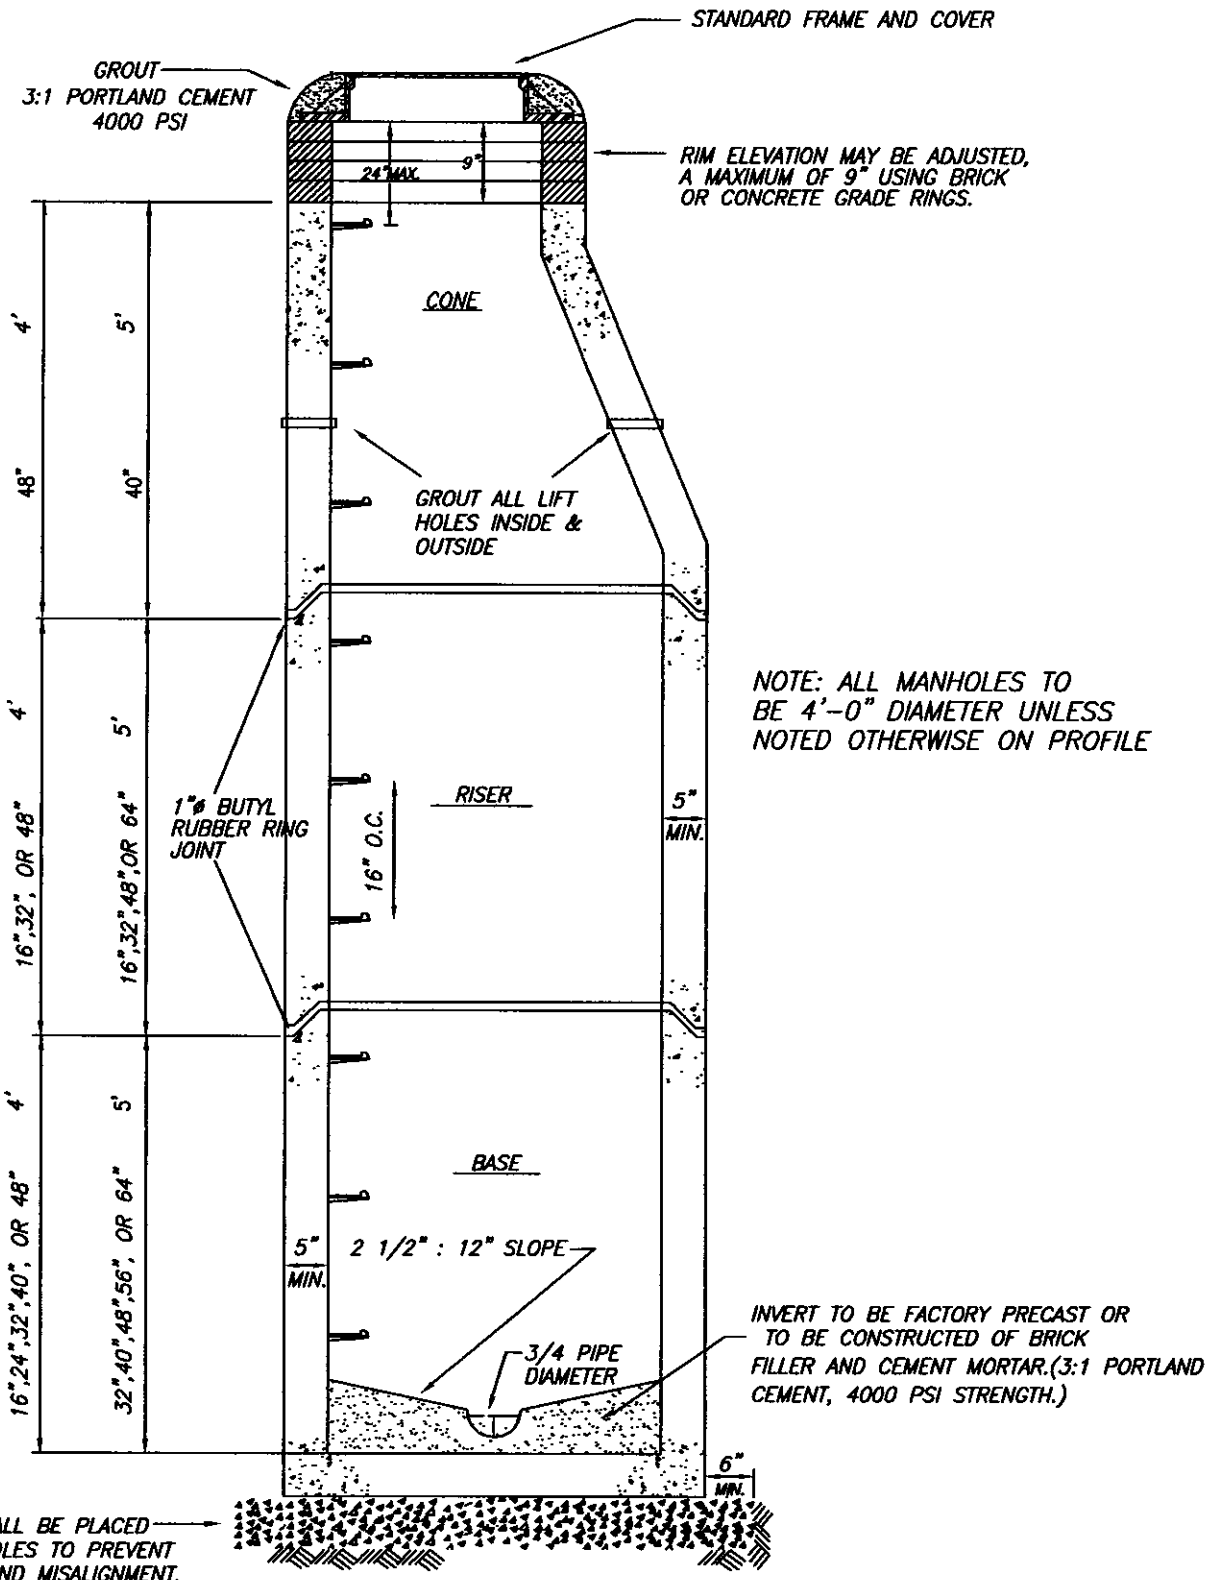 STANDARD FRAME AND COVER
GROUT
3:1 PORTLAND CEMENT
4000 PSI
24" MAX.
9"
RIM ELEVATION MAY BE ADJUSTED,
A MAXIMUM OF 9" USING BRICK
OR CONCRETE GRADE RINGS.
4'
48"
5'
40"
CONE
GROUT ALL LIFT
HOLES INSIDE &
OUTSIDE
NOTE: ALL MANHOLES TO
BE 4'-0" DIAMETER UNLESS
NOTED OTHERWISE ON PROFILE
4'
16",32", OR 48"
5'
16",32",48",OR 64"
1"ø BUTYL
RUBBER RING
JOINT
RISER
16" O.C.
5"
MIN.
4'
16",24",32",40", OR 48"
5'
32",40",48",56", OR 64"
BASE
5"
MIN.
2 1/2" : 12" SLOPE
3/4 PIPE
DIAMETER
INVERT TO BE FACTORY PRECAST OR
TO BE CONSTRUCTED OF BRICK
FILLER AND CEMENT MORTAR.(3:1 PORTLAND
CEMENT, 4000 PSI STRENGTH.)
6"
MIN.
ALL BE PLACED
OLES TO PREVENT
ND MISALIGNMENT.